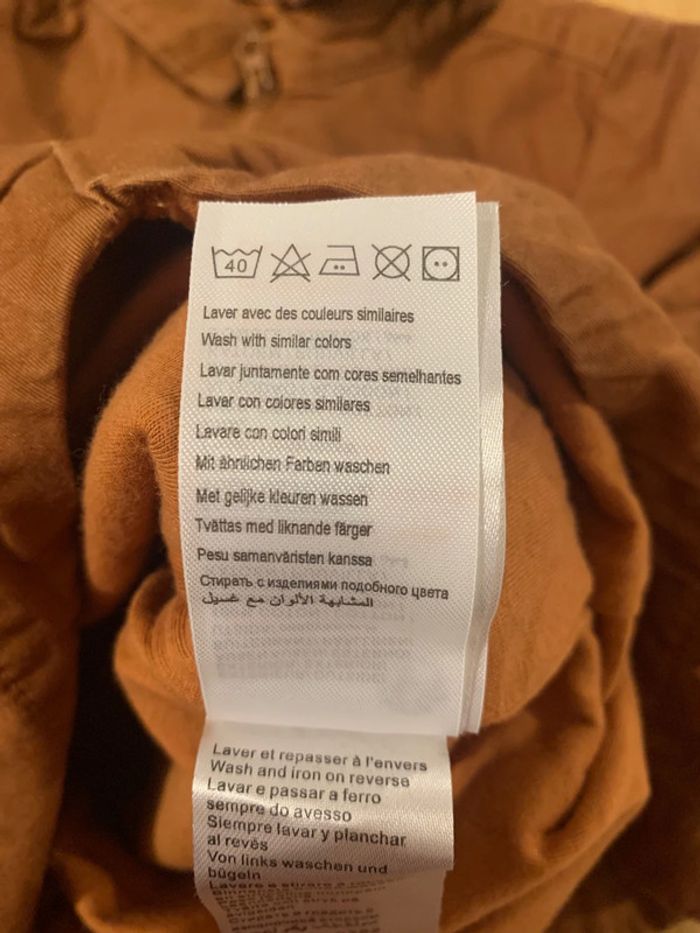 40
Laver avec des couleurs similaires
Wash with similar colors
Lavar juntamente com cores semelhantes
Lavar con colores similares
Lavare con colori simili
Mit ähnlichen Farben waschen
Met gelijke kleuren wassen
Tvättas med liknande färger
Pesu samanväristen kanssa
Стирать с изделиями подобного цвета
المشابهة الألوان مع غسيل
Laver et repasser à l'envers
Wash and iron on reverse
Lavar e passar a ferro
sempre do avesso
Siempre lavar y planchar
al revés
Von links waschen und
bügeln
Lavare e stirare a